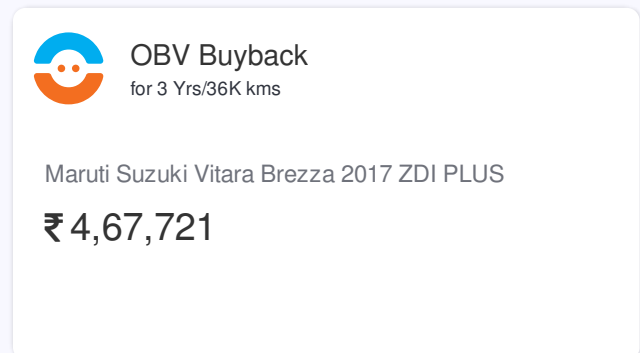 OBV Buyback
for 3 Yrs/36K kms
Maruti Suzuki Vitara Brezza 2017 ZDI PLUS
₹ 4,67,721